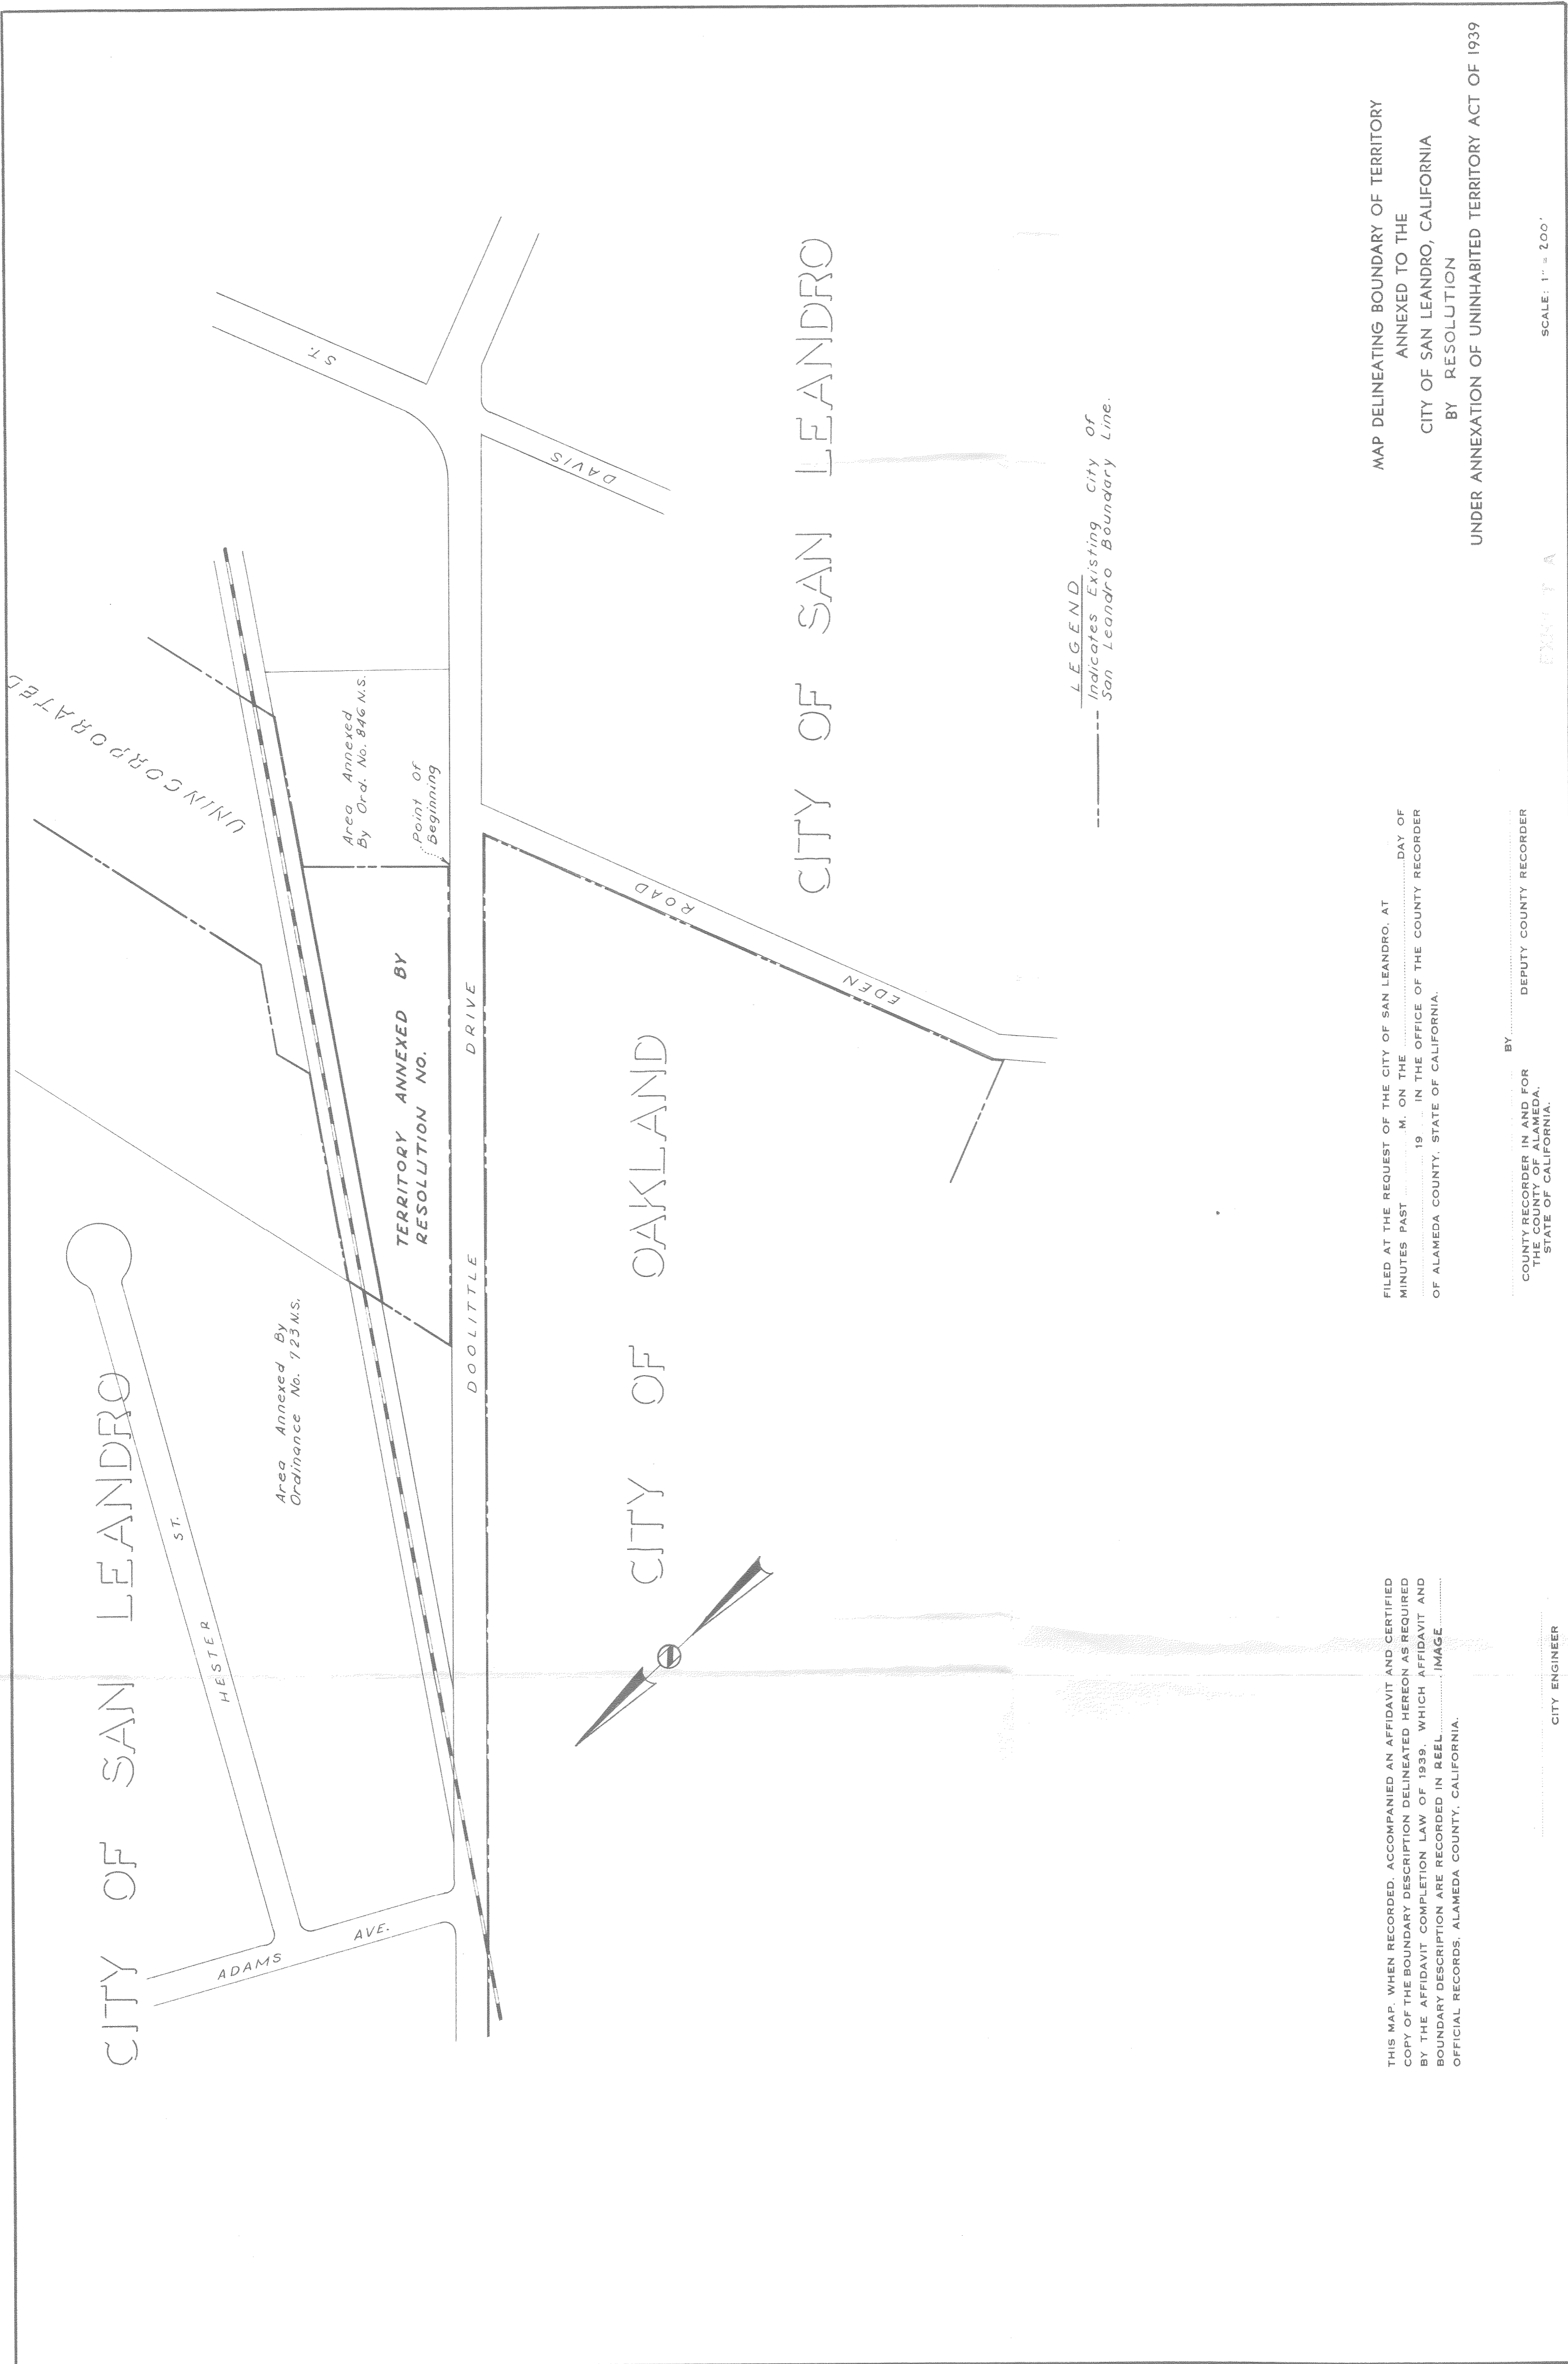 CITY OF SAN LEANDRO
UNINCORPORATED
HESTER ST.
ADAMS AVE.
Area Annexed By
Ordinance No. 723 N.S.
Area Annexed
By Ord. No. 846 N.S.
Point Of
Beginning
TERRITORY ANNEXED BY
RESOLUTION NO.
DOOLITTLE DRIVE
DAVIS ST.
EDEN ROAD
CITY OF OAKLAND
CITY OF SAN LEANDRO
LEGEND
Indicates Existing City Of
San Leandro Boundary Line.
THIS MAP, WHEN RECORDED, ACCOMPANIED AN AFFIDAVIT AND CERTIFIED
COPY OF THE BOUNDARY DESCRIPTION DELINEATED HEREON AS REQUIRED
BY THE AFFIDAVIT COMPLETION LAW OF 1939, WHICH AFFIDAVIT AND
BOUNDARY DESCRIPTION ARE RECORDED IN REEL , IMAGE
OFFICIAL RECORDS, ALAMEDA COUNTY, CALIFORNIA.
CITY ENGINEER
FILED AT THE REQUEST OF THE CITY OF SAN LEANDRO, AT
MINUTES PAST M. ON THE DAY OF
19 IN THE OFFICE OF THE COUNTY RECORDER
OF ALAMEDA COUNTY, STATE OF CALIFORNIA.
BY
COUNTY RECORDER IN AND FOR
THE COUNTY OF ALAMEDA,
STATE OF CALIFORNIA.
DEPUTY COUNTY RECORDER
MAP DELINEATING BOUNDARY OF TERRITORY
ANNEXED TO THE
CITY OF SAN LEANDRO, CALIFORNIA
BY RESOLUTION
UNDER ANNEXATION OF UNINHABITED TERRITORY ACT OF 1939
SCALE: 1" = 200'